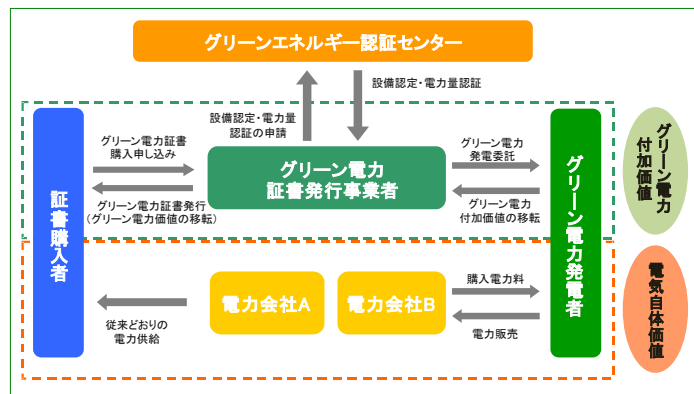 グリーンエネルギー認証センター
設備認定・電力量
認証の申請
設備認定・電力量認証
証書購入者
グリーン電力証書
購入申し込み
グリーン電力証書発行
(グリーン電力価値の移転)
グリーン電力
証書発行事業者
グリーン電力
発電委託
グリーン電力
付加価値の移転
グリーン電力発電者
グリーン電力
付加価値
従来どおりの
電力供給
電力会社A
電力会社B
購入電力料
電力販売
電気自体価値